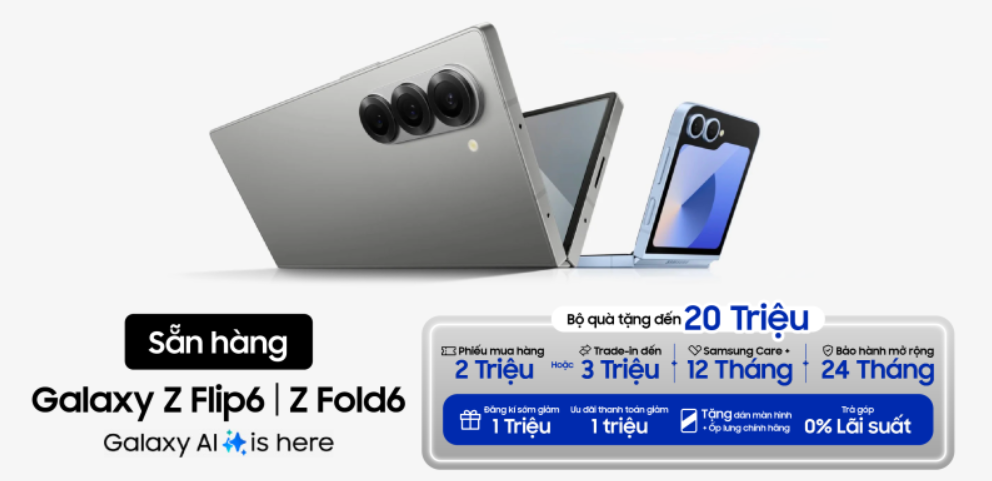 Sẵn hàng
Galaxy Z Flip6 | Z Fold6
Galaxy AI is here
Bộ quà tặng đến 20 Triệu
Phiếu mua hàng
2 Triệu
Hoặc
Trade-in đến
3 Triệu
+
Samsung Care +
12 Tháng
+
Bảo hành mở rộng
24 Tháng
Đăng kí sớm giảm
1 Triệu
Ưu đãi thanh toán giảm
1 triệu
Tặng dán màn hình
+ Ốp lưng chính hãng
Trả góp
0% Lãi suất